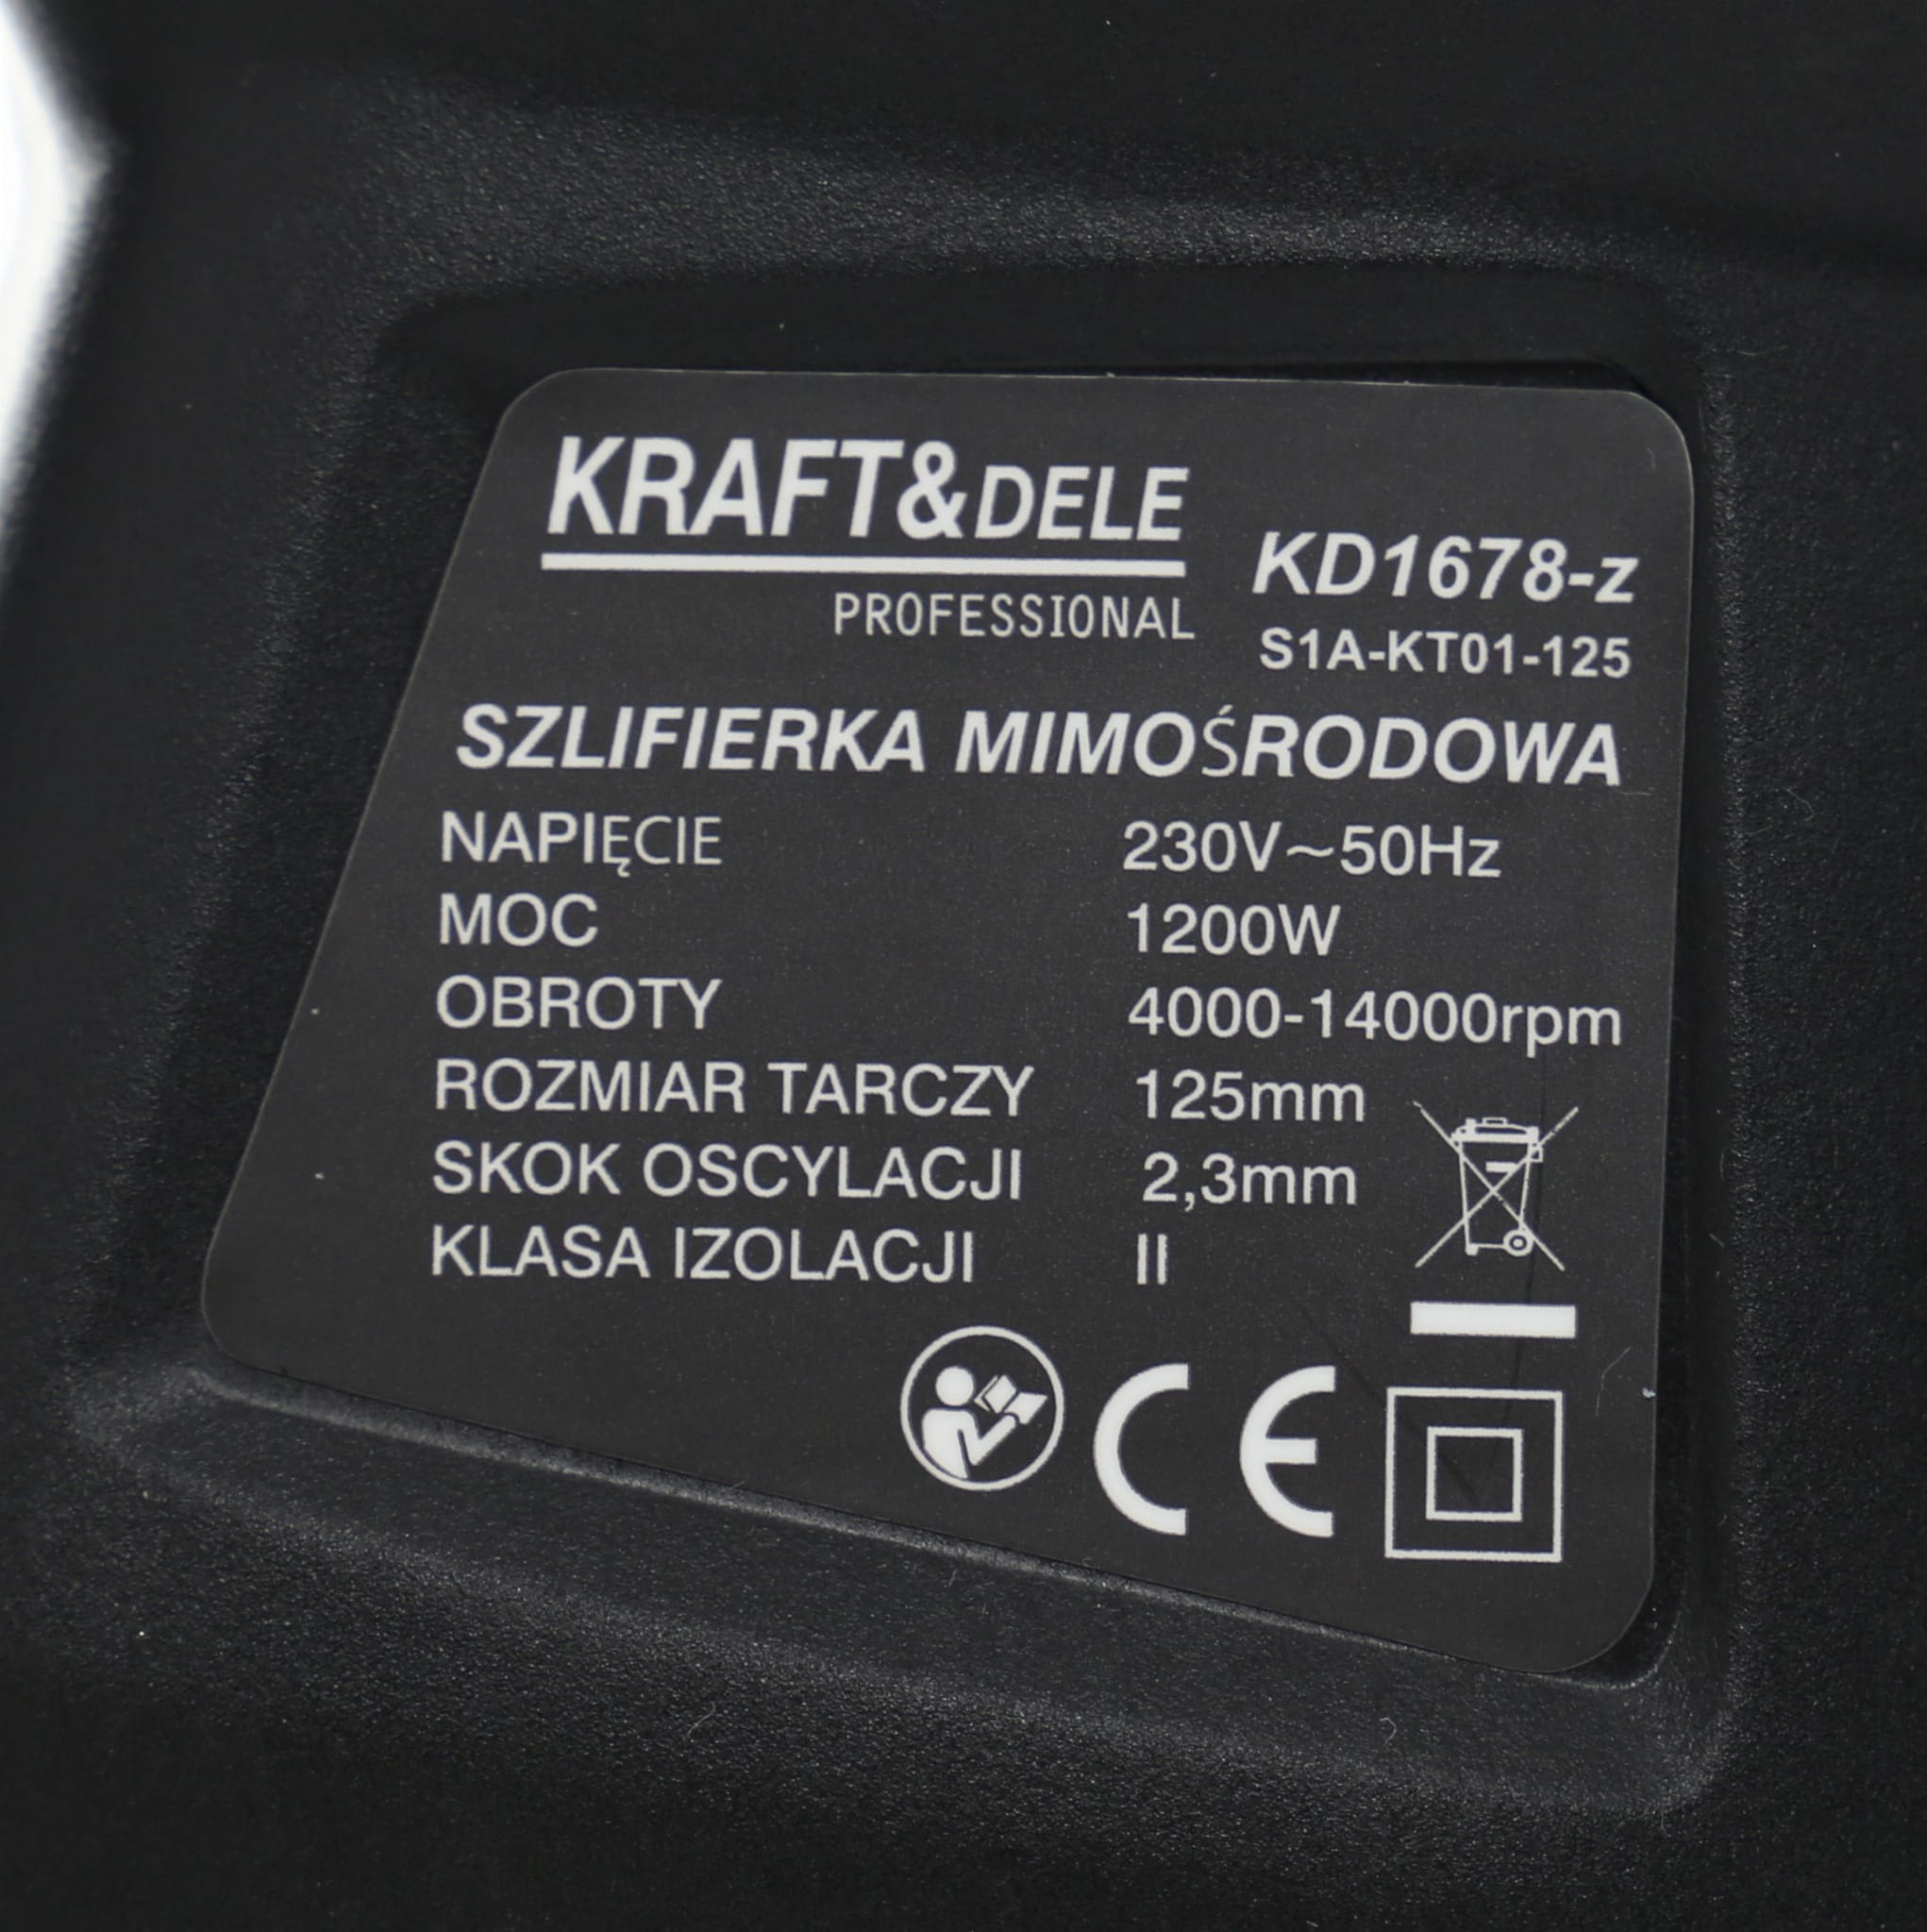 KRAFT&DELE
PROFESSIONAL
KD1678-z
S1A-KT01-125
SZLIFIERKA MIMOŚRODOWA
NAPIĘCIE 230V~50Hz
MOC 1200W
OBROTY 4000-14000rpm
ROZMIAR TARCZY 125mm
SKOK OSCYLACJI 2,3mm
KLASA IZOLACJI II
CE